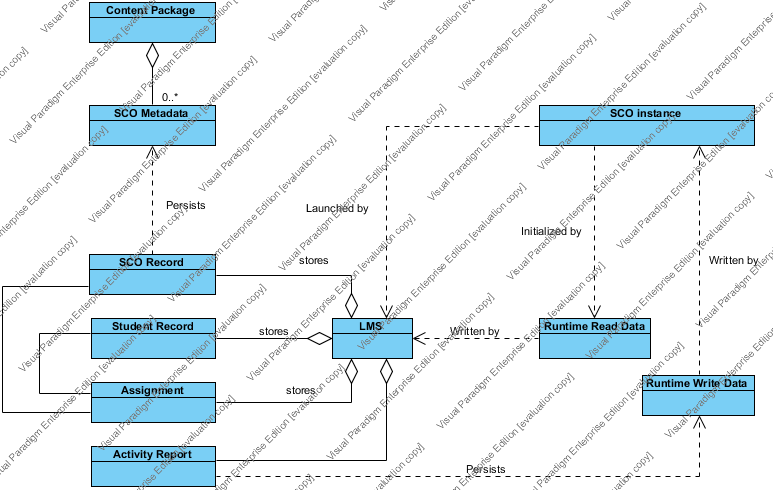 Content Package
0..*
SCO Metadata
SCO instance
Persists
Launched by
Initialized by
Written by
SCO Record
stores
Student Record
stores
LMS
Written by
Runtime Read Data
Assignment
stores
Runtime Write Data
Activity Report
Persists
Visual Paradigm Enterprise Edition [evaluation copy]